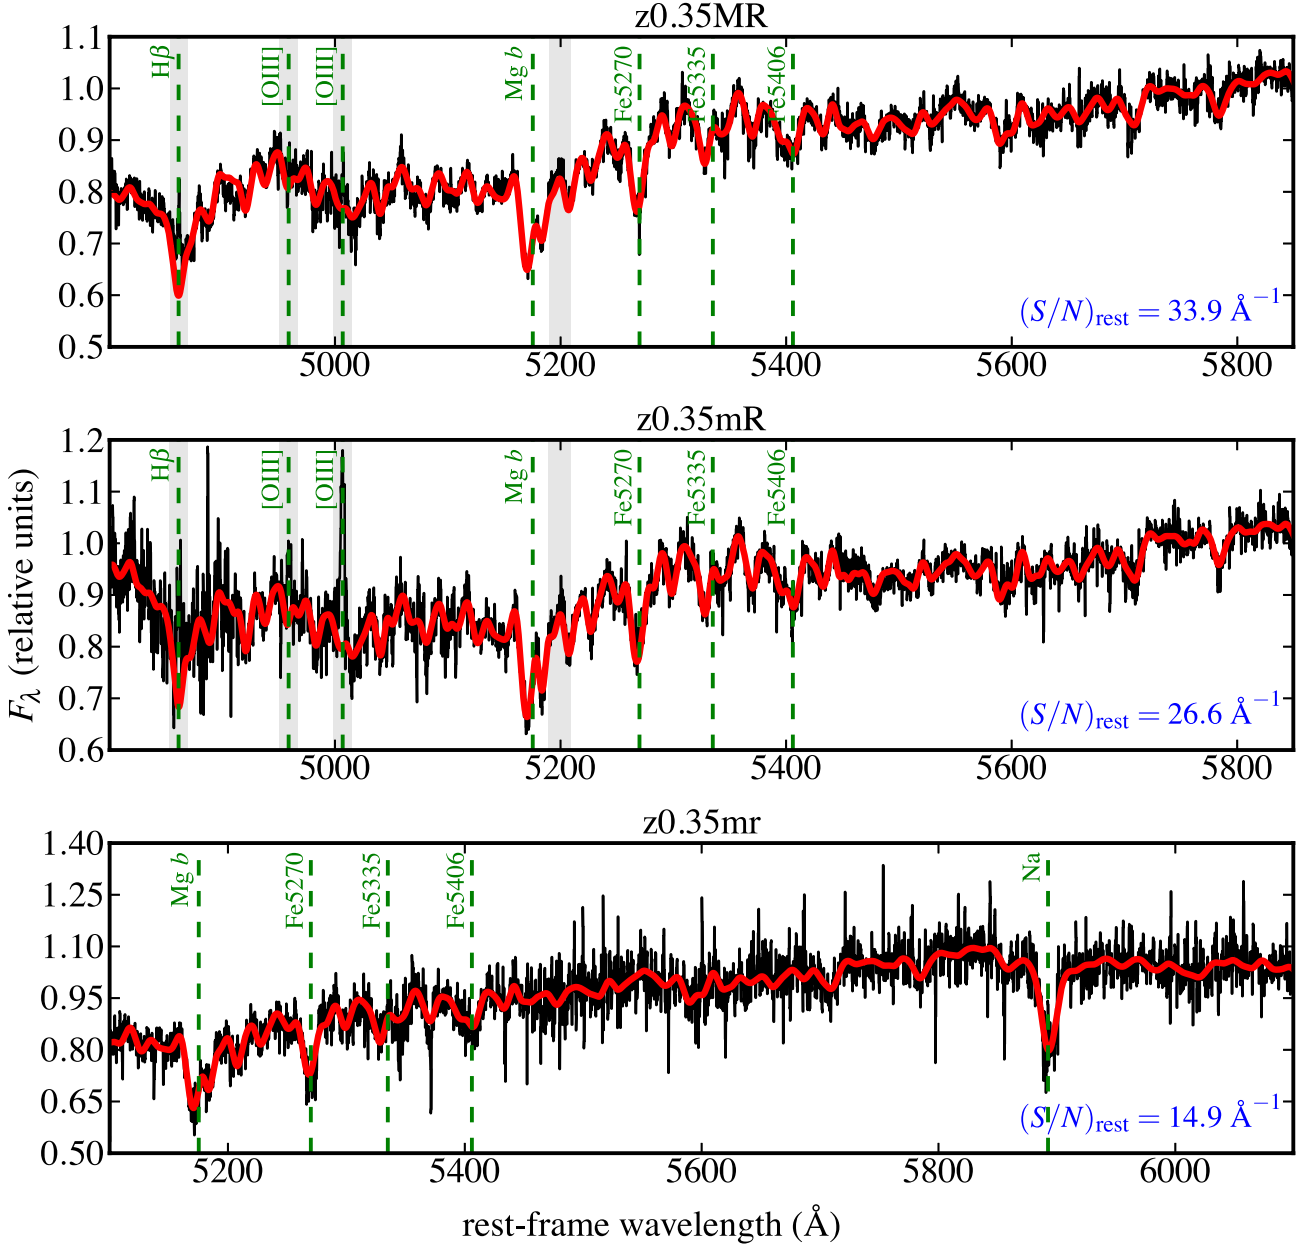 z0.35MR
1.1
1.0
0.9
0.8
0.7
0.6
0.5
Hβ
[OIII]
[OIII]
Mg b
Fe5270
Fe5335
Fe5406
(S/N)rest = 33.9 Å−1
5000 5200 5400 5600 5800
z0.35mR
1.2
1.1
1.0
0.9
0.8
0.7
0.6
Hβ
[OIII]
[OIII]
Mg b
Fe5270
Fe5335
Fe5406
(S/N)rest = 26.6 Å−1
5000 5200 5400 5600 5800
Fλ (relative units)
z0.35mr
1.40
1.25
1.10
0.95
0.80
0.65
0.50
Mg b
Fe5270
Fe5335
Fe5406
Na
(S/N)rest = 14.9 Å−1
5200 5400 5600 5800 6000
rest-frame wavelength (Å)